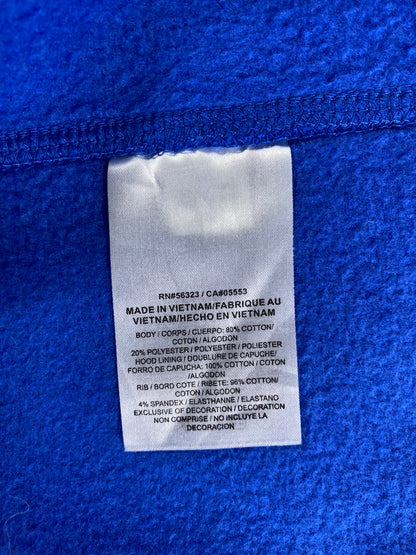 RN#56323 / CA#05553
MADE IN VIETNAM/FABRIQUE AU
VIETNAM/HECHO EN VIETNAM
BODY / CORPS / CUERPO: 80% COTTON/
COTON / ALGODON
20% POLYESTER / POLYESTER / POLIESTER
HOOD LINING / DOUBLURE DE CAPUCHE/
FORRO DE CAPUCHA: 100% COTTON / COTON
/ ALGODON
RIB / BORD COTE / RIBETE: 96% COTTON/
COTON / ALGODON
4% SPANDEX / ELASTHANNE / ELASTANO
EXCLUSIVE OF DECORATION / DECORATION
NON COMPRISE / NO INCLUYE LA
DECORACION